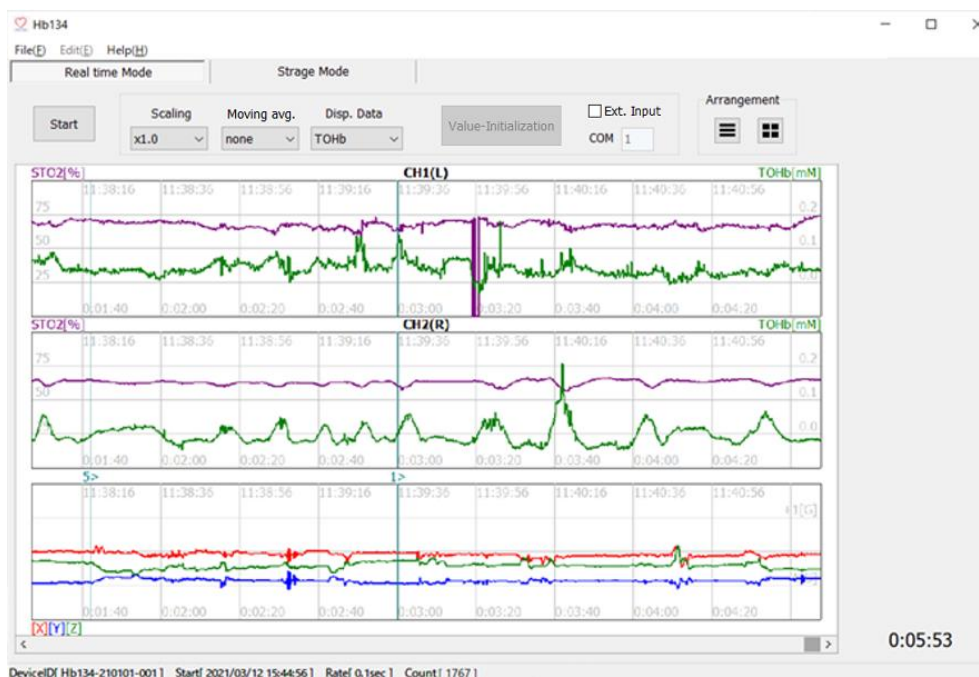 Hb134
File(F) Edit(E) Help(H)
Real time Mode Strage Mode
Start
Scaling Moving avg. Disp. Data
x1.0 none TOHb
Value-Initialization
Ext. Input
COM 1
Arrangement
STO2[%] CH1(L) TOHb[mM]
11:38:16 11:38:36 11:38:56 11:39:16 11:39:36 11:39:56 11:40:16 11:40:36 11:40:56
75 0.2
50 0.1
25 0.0
0:01:40 0:02:00 0:02:20 0:02:40 0:03:00 0:03:20 0:03:40 0:04:00 0:04:20
STO2[%] CH2(R) TOHb[mM]
11:38:16 11:38:36 11:38:56 11:39:16 11:39:36 11:39:56 11:40:16 11:40:36 11:40:56
75 0.2
50 0.1
0.0
0:01:40 0:02:00 0:02:20 0:02:40 0:03:00 0:03:20 0:03:40 0:04:00 0:04:20
5> 1>
11:38:16 11:38:36 11:38:56 11:39:16 11:39:36 11:39:56 11:40:16 11:40:36 11:40:56
±1[G]
0:01:40 0:02:00 0:02:20 0:02:40 0:03:00 0:03:20 0:03:40 0:04:00 0:04:20
[X][Y][Z]
0:05:53
DeviceID[ Hb134-210101-001 ] Start[ 2021/03/12 15:44:56 ] Rate[ 0.1sec ] Count[ 1767 ]